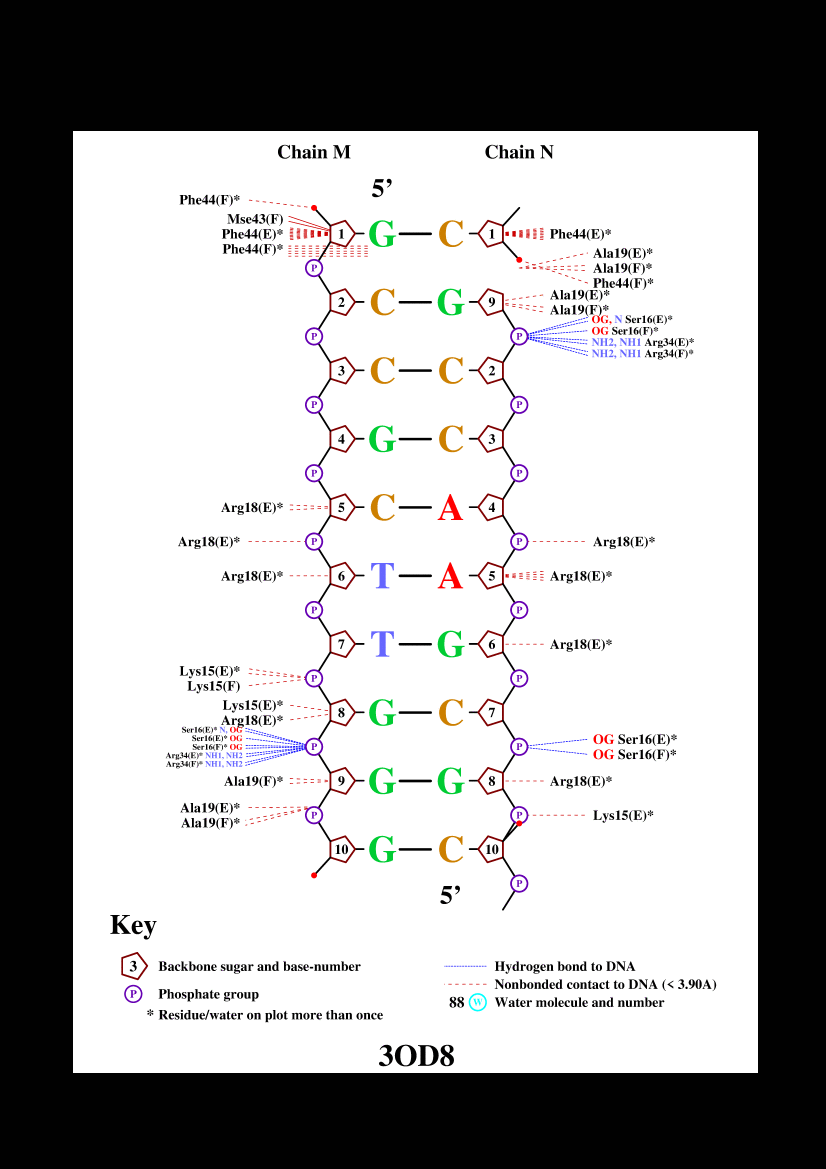 Chain M Chain N
5’
Phe44(F)*
Mse43(F)
Phe44(E)* 1 G C 1 Phe44(E)*
Phe44(F)* Ala19(E)*
P Ala19(F)*
Phe44(F)*
Ala19(E)*
2 C G 9
Ala19(F)*
OG, N Ser16(E)*
OG Ser16(F)*
P P
NH2, NH1 Arg34(E)*
NH2, NH1 Arg34(F)*
3 C C 2
P P
4 G C 3
P P
Arg18(E)* 5 C A 4
Arg18(E)* P P Arg18(E)*
Arg18(E)* 6 T A 5 Arg18(E)*
P P
7 T G 6 Arg18(E)*
Lys15(E)* P P
Lys15(F)
Lys15(E)* 8 G C 7
Arg18(E)*
Ser16(E)* N, OG
Ser16(E)* OG OG Ser16(E)*
Ser16(F)* OG P P
Arg34(E)* NH1, NH2 OG Ser16(F)*
Arg34(F)* NH1, NH2
Ala19(F)* 9 G G 8 Arg18(E)*
Ala19(E)* P P Lys15(E)*
Ala19(F)*
10 G C 10
P
5’
Key
3 Backbone sugar and base-number Hydrogen bond to DNA
Nonbonded contact to DNA (< 3.90A)
P Phosphate group 88 W Water molecule and number
* Residue/water on plot more than once
3OD8